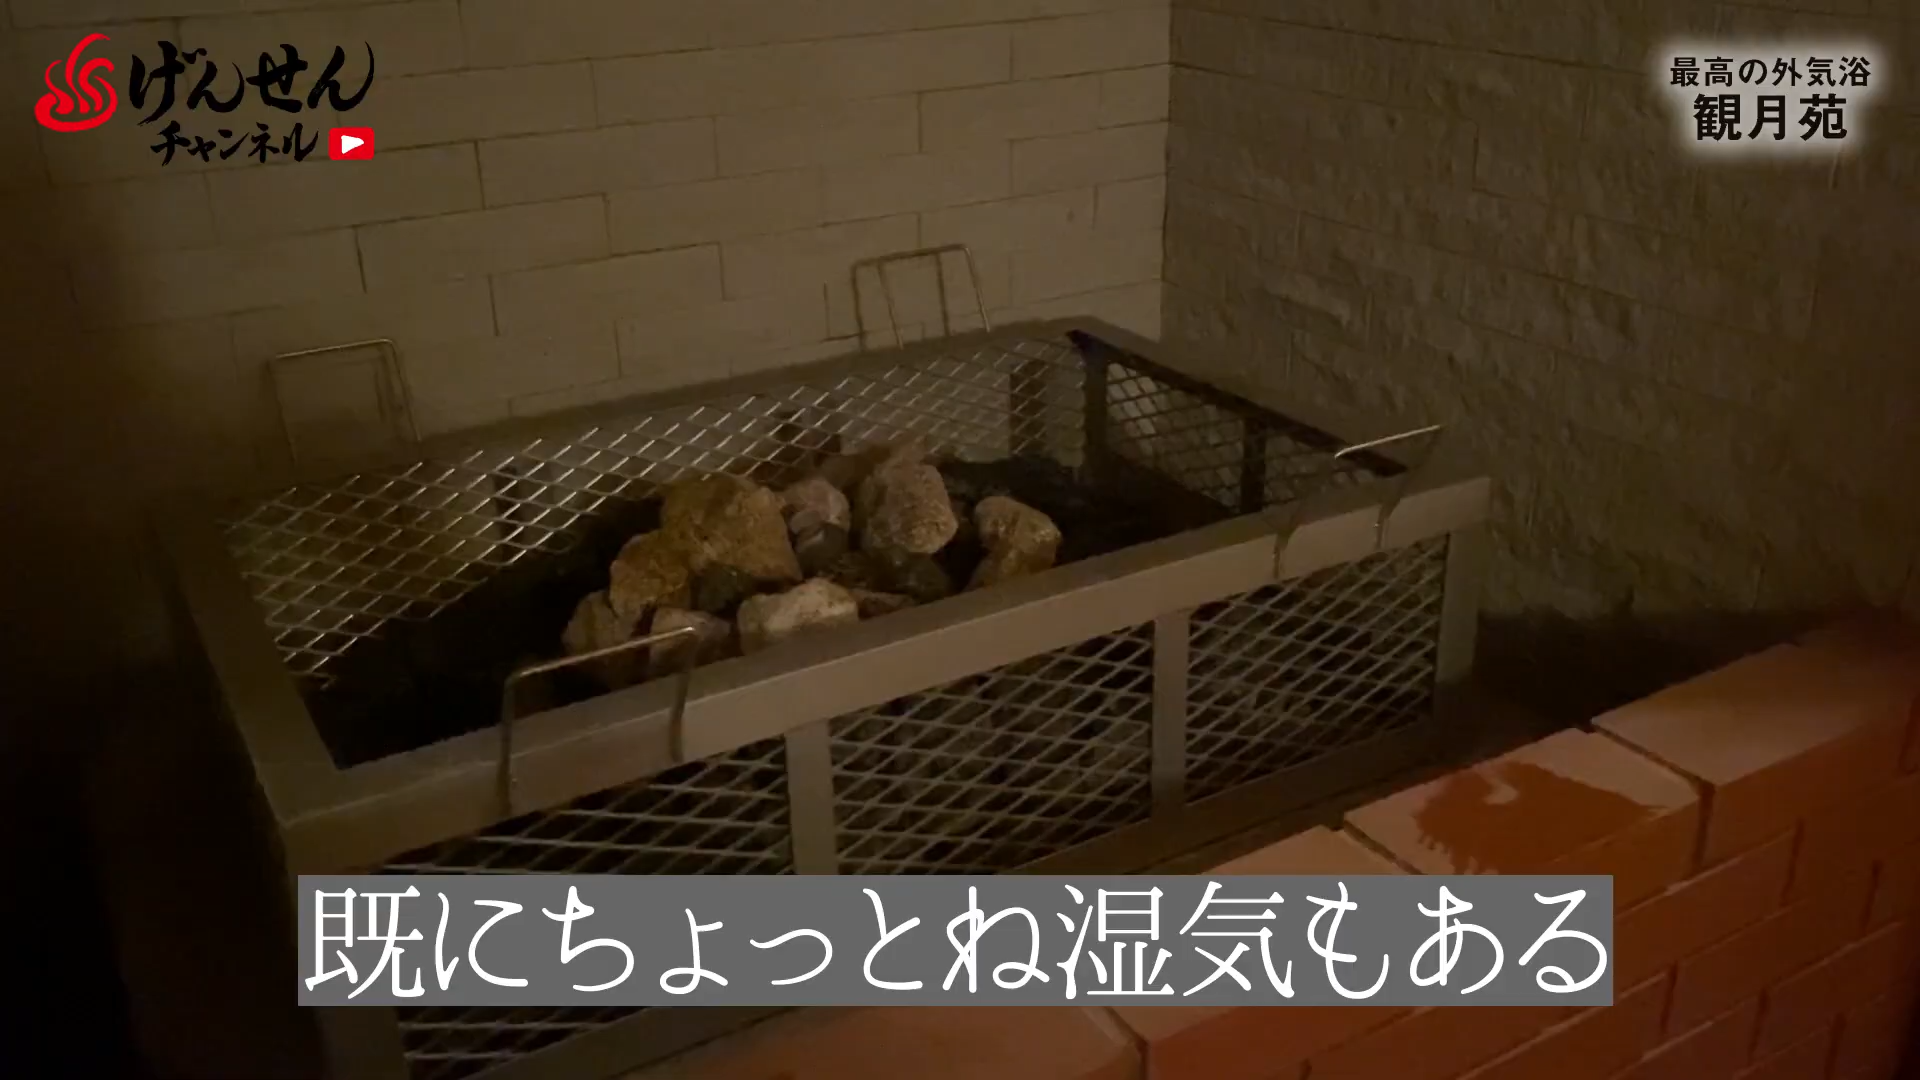 げんせん
チャンネル
最高の外気浴
観月苑
既にちょっとね湿気もある